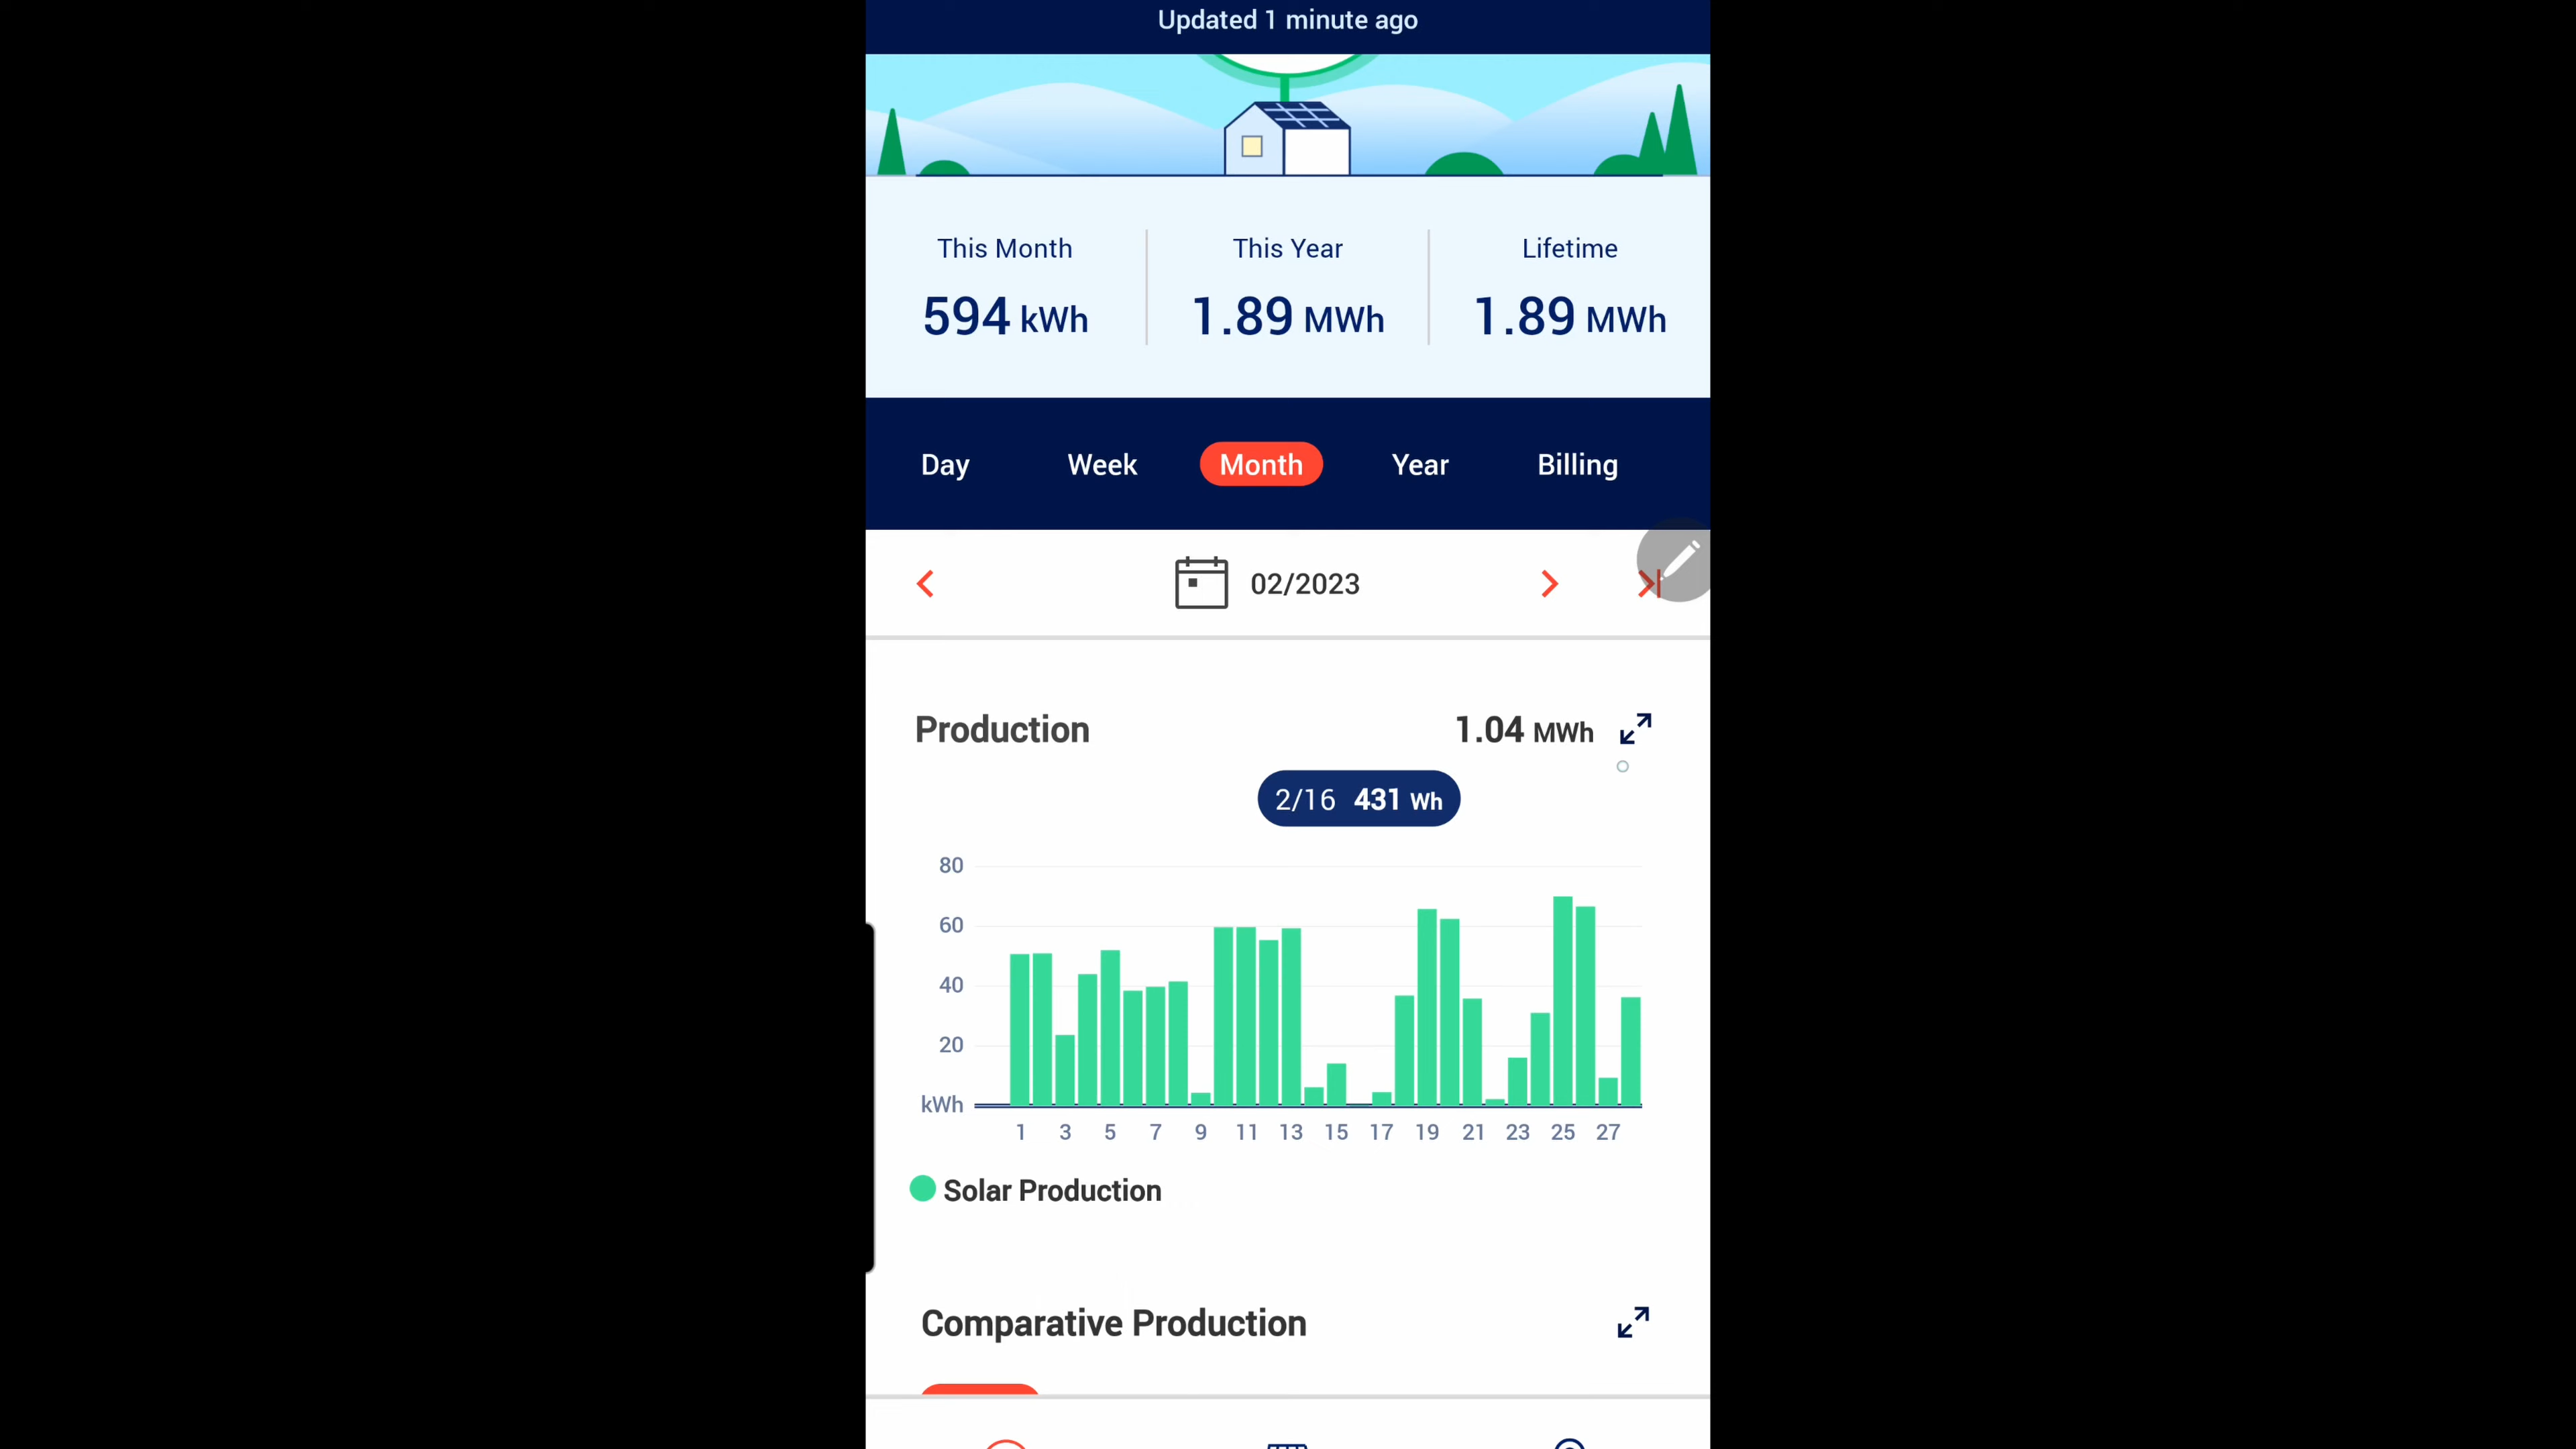 Updated 1 minute ago
This Month This Year Lifetime
594 kWh 1.89 MWh 1.89 MWh
Day Week Month Year Billing
02/2023
Production 1.04 MWh
2/16 431 Wh
80
60
40
20
kWh
1 3 5 7 9 11 13 15 17 19 21 23 25 27
Solar Production
Comparative Production